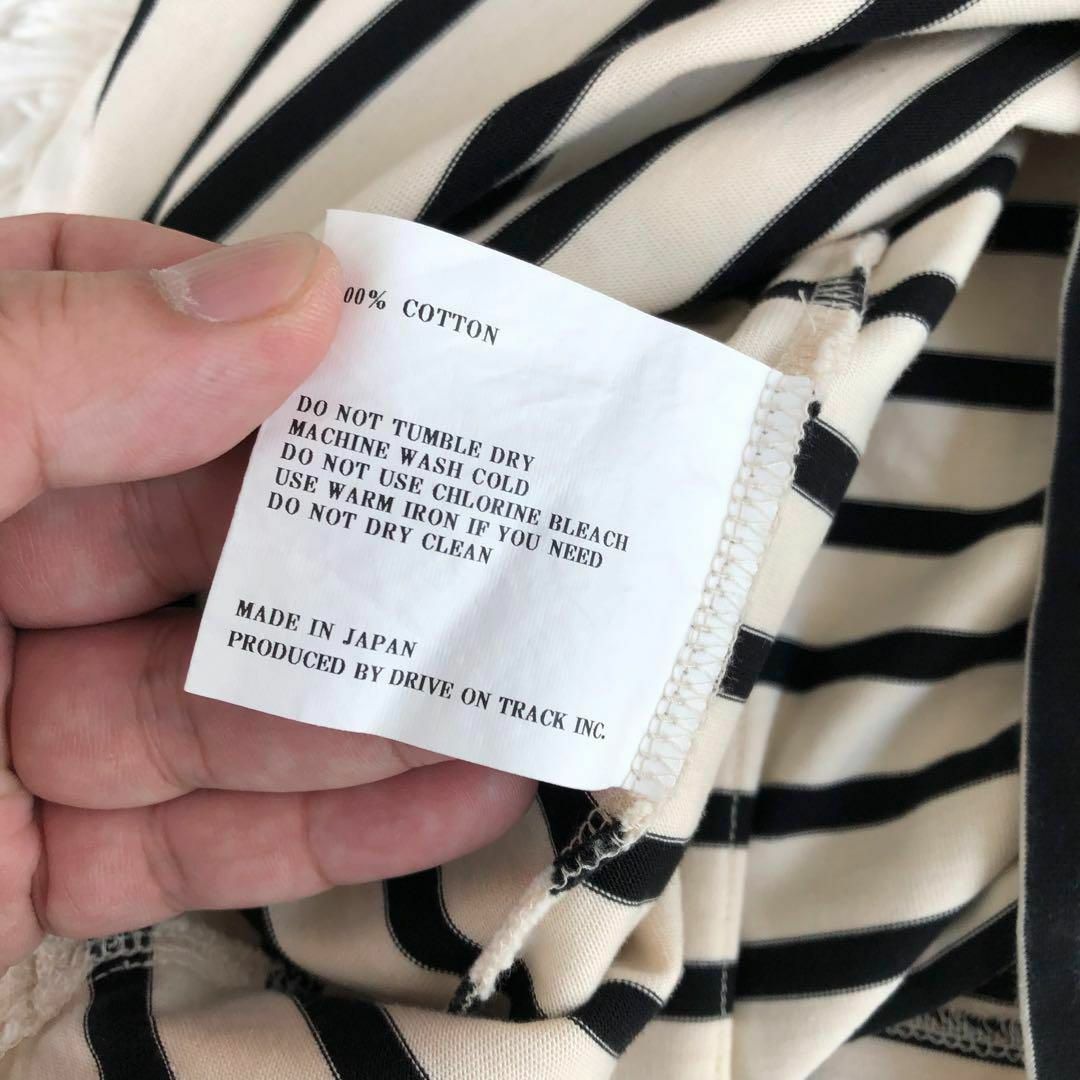 00% COTTON
DO NOT TUMBLE DRY
MACHINE WASH COLD
DO NOT USE CHLORINE BLEACH
USE WARM IRON IF YOU NEED
DO NOT DRY CLEAN
MADE IN JAPAN
PRODUCED BY DRIVE ON TRACK INC.